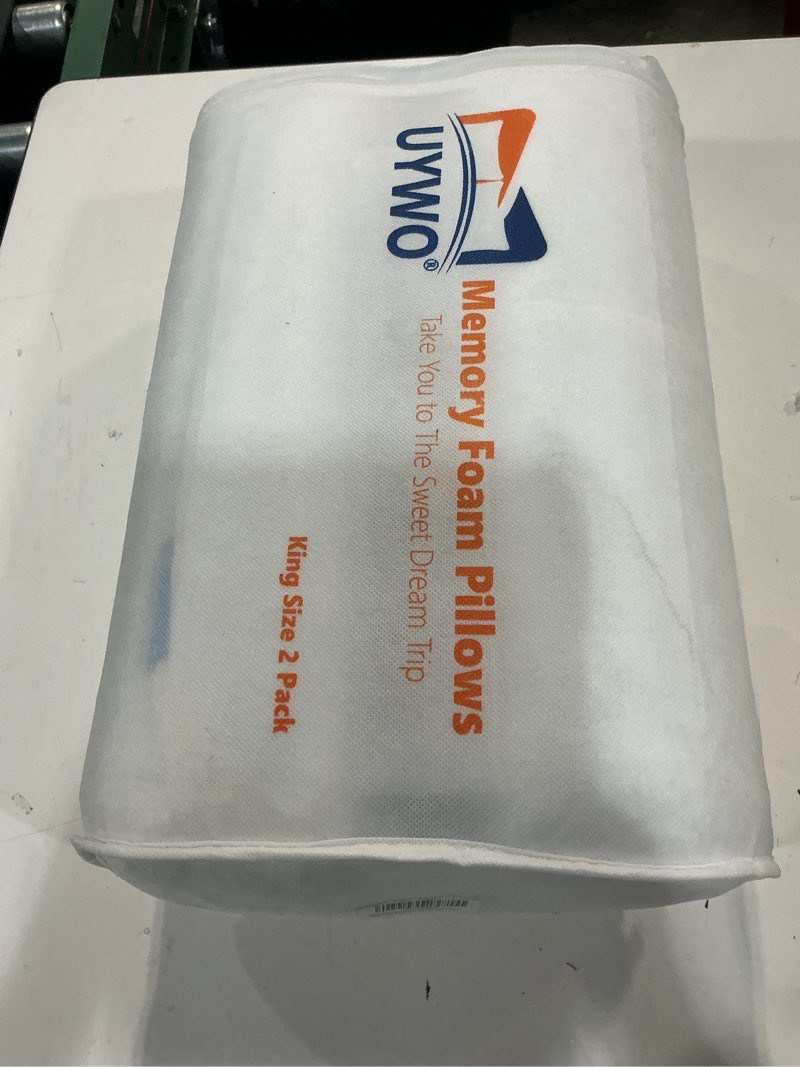 UYWO®
Memory Foam Pillows
Take You to The Sweet Dream Trip
King Size 2 Pack